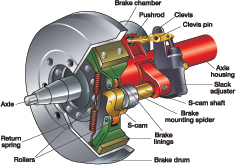 Brake chamber
Pushrod
Clevis
Clevis pin
Axle
housing
Slack
adjuster
S-cam shaft
Brake
mounting spider
Brake
linings
S-cam
Brake drum
Rollers
Return
spring
Axle